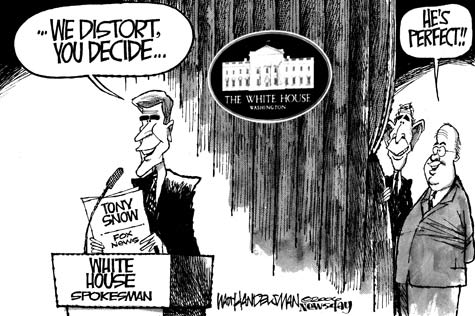 ...WE DISTORT,
YOU DECIDE...
HE'S
PERFECT!!
THE WHITE HOUSE
WASHINGTON
TONY
SNOW
FOX
NEWS
WHITE
HOUSE
SPOKESMAN
WALT HANDELSMAN ©2006 Newsday